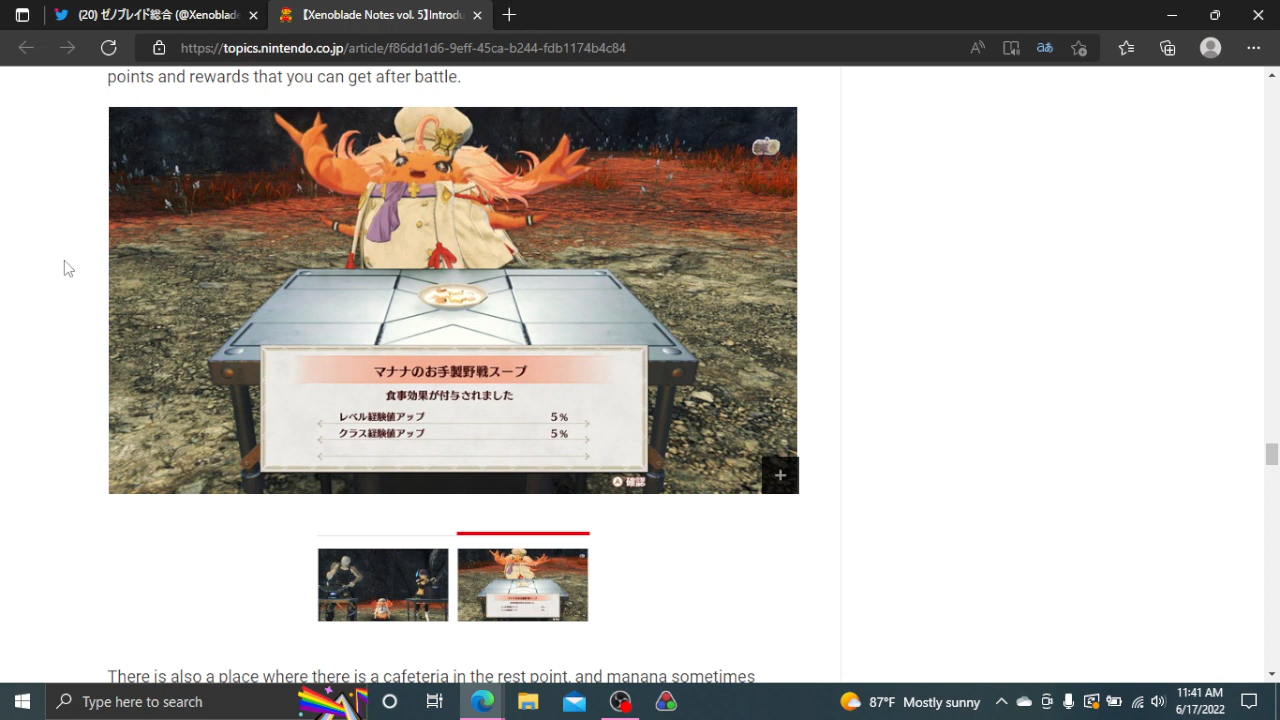 (20) ゼノブレイド総合 (@Xenoblad
【Xenoblade Notes vol. 5】Introdu
https://topics.nintendo.co.jp/article/f86dd1d6-9eff-45ca-b244-fdb1174b4c84
points and rewards that you can get after battle.
マナナのお手製野戦スープ
食事効果が付与されました
レベル経験値アップ 5%
クラス経験値アップ 5%
A 確認
There is also a place where there is a cafeteria in the rest point, and manana sometimes
Type here to search
87°F Mostly sunny
11:41 AM
6/17/2022